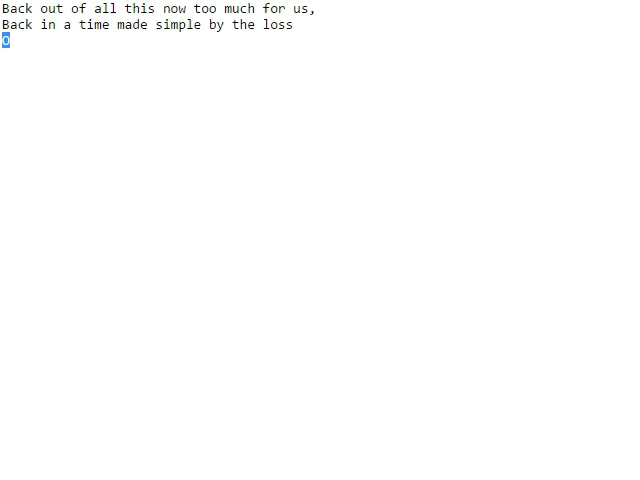 Back out of all this now too much for us,
Back in a time made simple by the loss
O